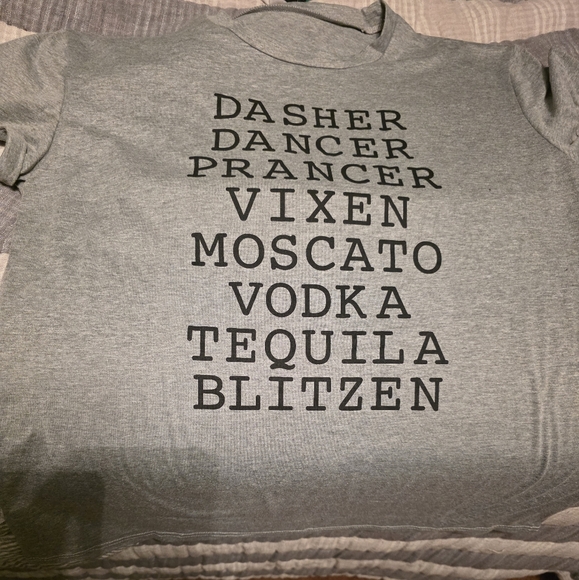 DASHER
DANCER
PRANCER
VIXEN
MOSCATO
VODKA
TEQUILA
BLITZEN